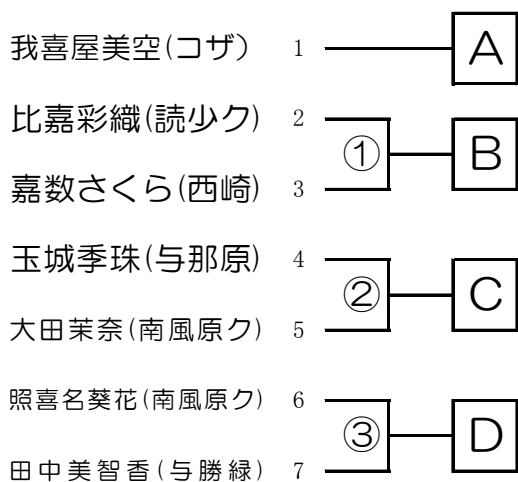 我喜屋美空(コザ) 1 A
比嘉彩織(読少ク) 2
① B
嘉数さくら(西崎) 3
玉城季珠(与那原) 4
② C
大田茉奈(南風原ク) 5
照喜名葵花(南風原ク) 6
③ D
田中美智香(与勝緑) 7